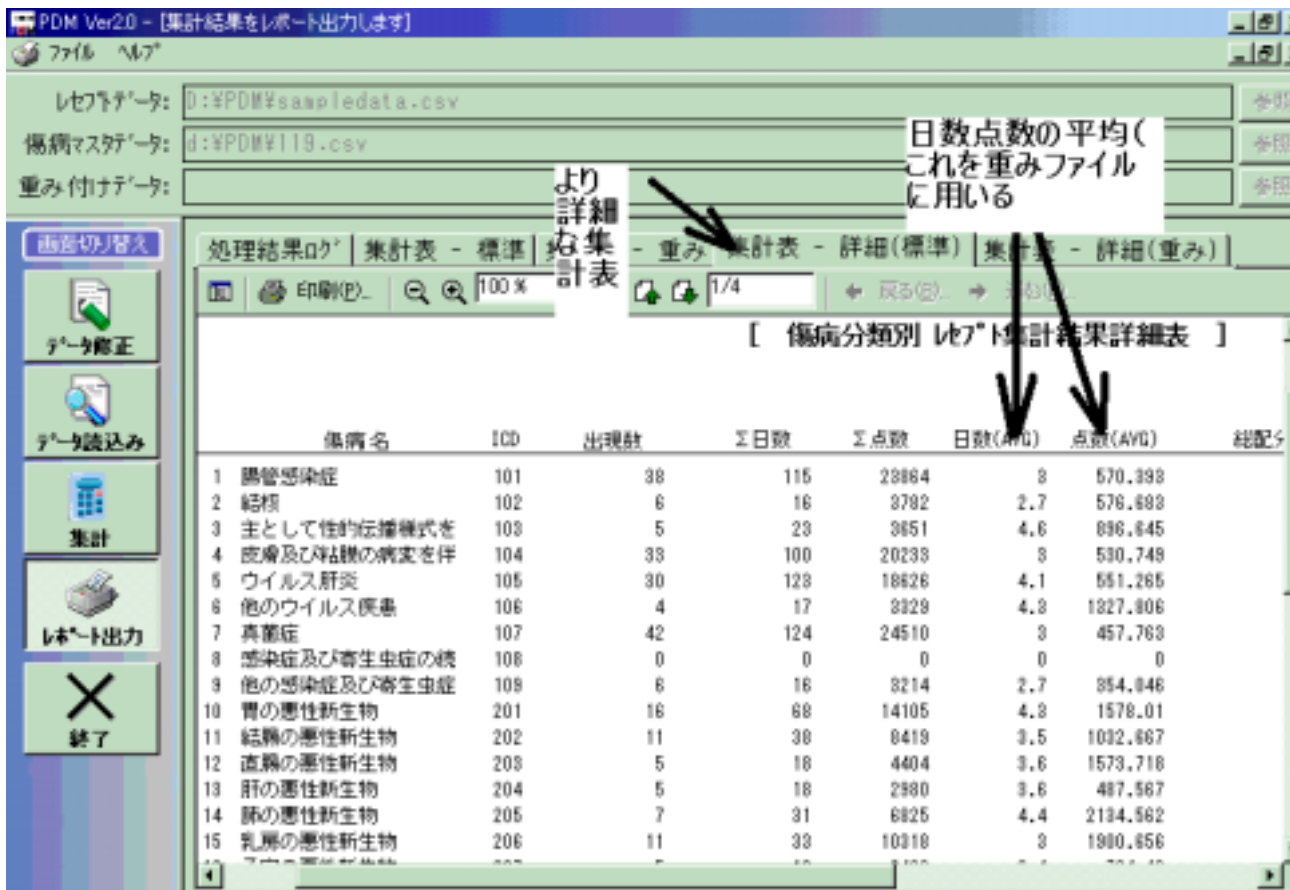 PDM Ver2.0 - [集計結果をレポート出力します]
ファイル ヘルプ
レセプトデータ: D:¥PDM¥sampledata.csv 参照
傷病マスタデータ: d:¥PDM¥119.csv 参照
重み付けデータ: 参照
日数点数の平均(
これを重みファイル
に用いる
より
詳細
な集
計表
画面切り替え
データ修正
データ読込み
集計
レポート出力
終了
処理結果ログ 集計表 - 標準 - 重み 集計表 - 詳細(標準) 集計表 - 詳細(重み)
印刷(P)... 100 % 1/4 戻る(B)...
[ 傷病分類別 レセプト集計結果詳細表 ]
傷病名 ICD 出現数 Σ日数 Σ点数 日数(AVG) 点数(AVG)
1 腸管感染症 101 38 115 23864 3 570.393
2 結核 102 6 16 3782 2.7 576.683
3 主として性的伝播様式を 103 5 23 3651 4.6 896.645
4 皮膚及び粘膜の病変を伴 104 33 100 20233 3 530.749
5 ウイルス肝炎 105 30 123 18626 4.1 551.265
6 他のウイルス疾患 106 4 17 3329 4.3 1327.806
7 真菌症 107 42 124 24510 3 457.763
8 感染症及び寄生虫症の続 108 0 0 0 0 0
9 他の感染症及び寄生虫症 109 6 16 3214 2.7 354.046
10 胃の悪性新生物 201 16 68 14105 4.3 1578.01
11 結腸の悪性新生物 202 11 38 8419 3.5 1032.667
12 直腸の悪性新生物 203 5 18 4404 3.6 1573.718
13 肝の悪性新生物 204 5 18 2980 3.6 487.567
14 肺の悪性新生物 205 7 31 6825 4.4 2134.562
15 乳房の悪性新生物 206 11 33 10318 3 1900.656